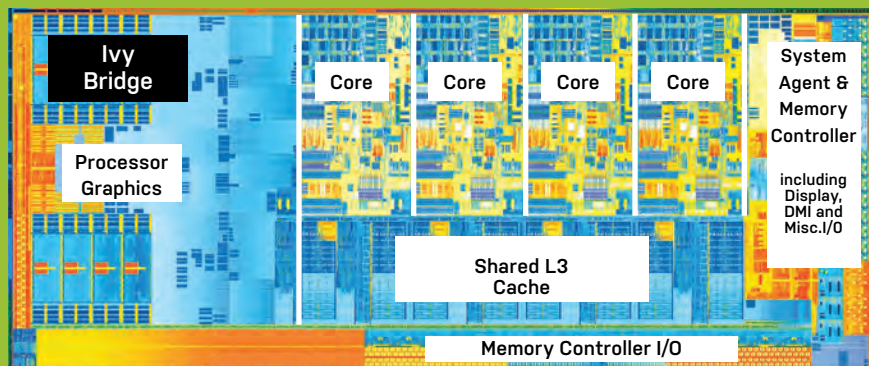 Ivy
Bridge
Processor
Graphics
Core
Core
Core
Core
System
Agent &
Memory
Controller
including
Display,
DMI and
Misc.I/O
Shared L3
Cache
Memory Controller I/O